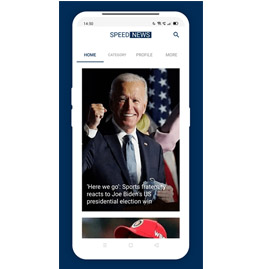 14:30
SPEED NEWS
HOME CATEGORY PROFILE MORE
'Here we go': Sports fraternity
reacts to Joe Biden's US
presidential election win